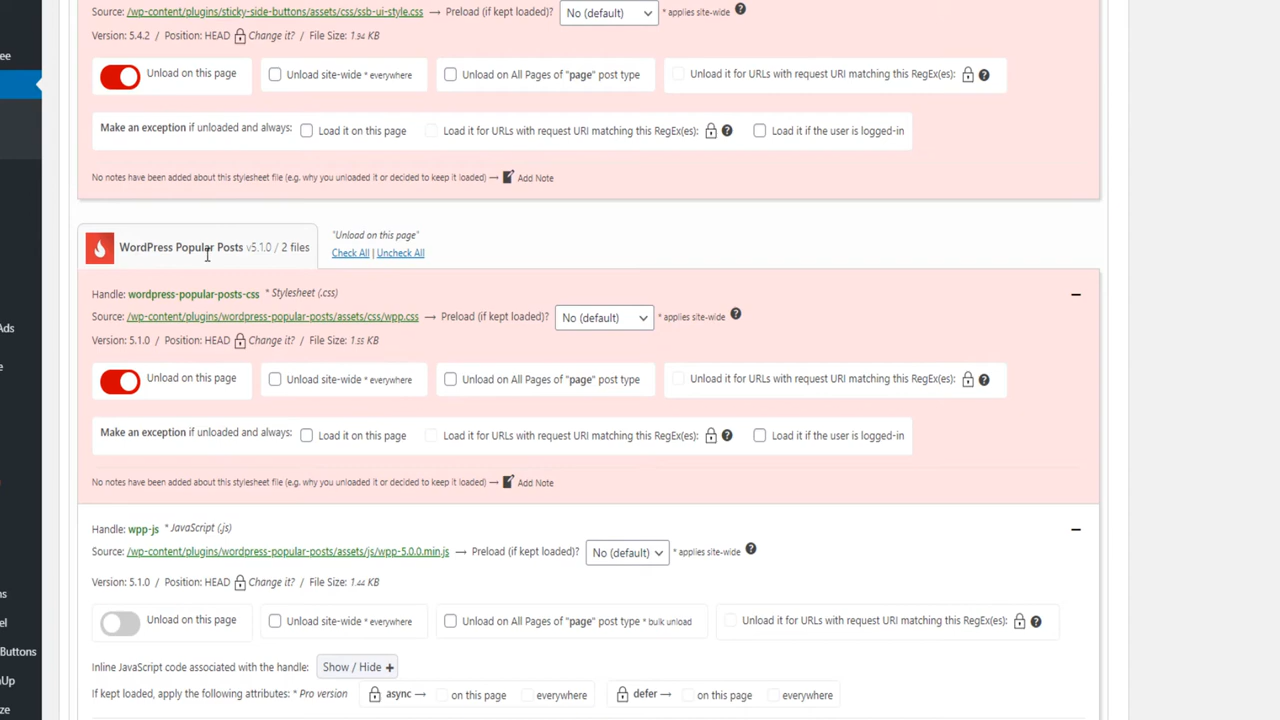 Source: /wp-content/plugins/sticky-side-buttons/assets/css/ssb-ui-style.css → Preload (if kept loaded)? No (default) * applies site-wide
Version: 5.4.2 / Position: HEAD Change it? / File Size: 1.94 KB
ee
Unload on this page Unload site-wide * everywhere Unload on All Pages of "page" post type Unload it for URLs with request URI matching this RegEx(es):
Make an exception if unloaded and always: Load it on this page Load it for URLs with request URI matching this RegEx(es): Load it if the user is logged-in
No notes have been added about this stylesheet file (e.g. why you unloaded it or decided to keep it loaded) → Add Note
WordPress Popular Posts v5.1.0 / 2 files
"Unload on this page"
Check All | Uncheck All
Handle: wordpress-popular-posts-css * Stylesheet (.css)
Source: /wp-content/plugins/wordpress-popular-posts/assets/css/wpp.css → Preload (if kept loaded)? No (default) * applies site-wide
Ads
Version: 5.1.0 / Position: HEAD Change it? / File Size: 1.55 KB
e
Unload on this page Unload site-wide * everywhere Unload on All Pages of "page" post type Unload it for URLs with request URI matching this RegEx(es):
Make an exception if unloaded and always: Load it on this page Load it for URLs with request URI matching this RegEx(es): Load it if the user is logged-in
No notes have been added about this stylesheet file (e.g. why you unloaded it or decided to keep it loaded) → Add Note
Handle: wpp-js * JavaScript (.js)
Source: /wp-content/plugins/wordpress-popular-posts/assets/js/wpp-5.0.0.min.js → Preload (if kept loaded)? No (default) * applies site-wide
Version: 5.1.0 / Position: HEAD Change it? / File Size: 1.44 KB
ns
Unload on this page Unload site-wide * everywhere Unload on All Pages of "page" post type * bulk unload Unload it for URLs with request URI matching this RegEx(es):
el
Buttons
Inline JavaScript code associated with the handle: Show / Hide +
nUp
If kept loaded, apply the following attributes: * Pro version async → on this page everywhere defer → on this page everywhere
ze